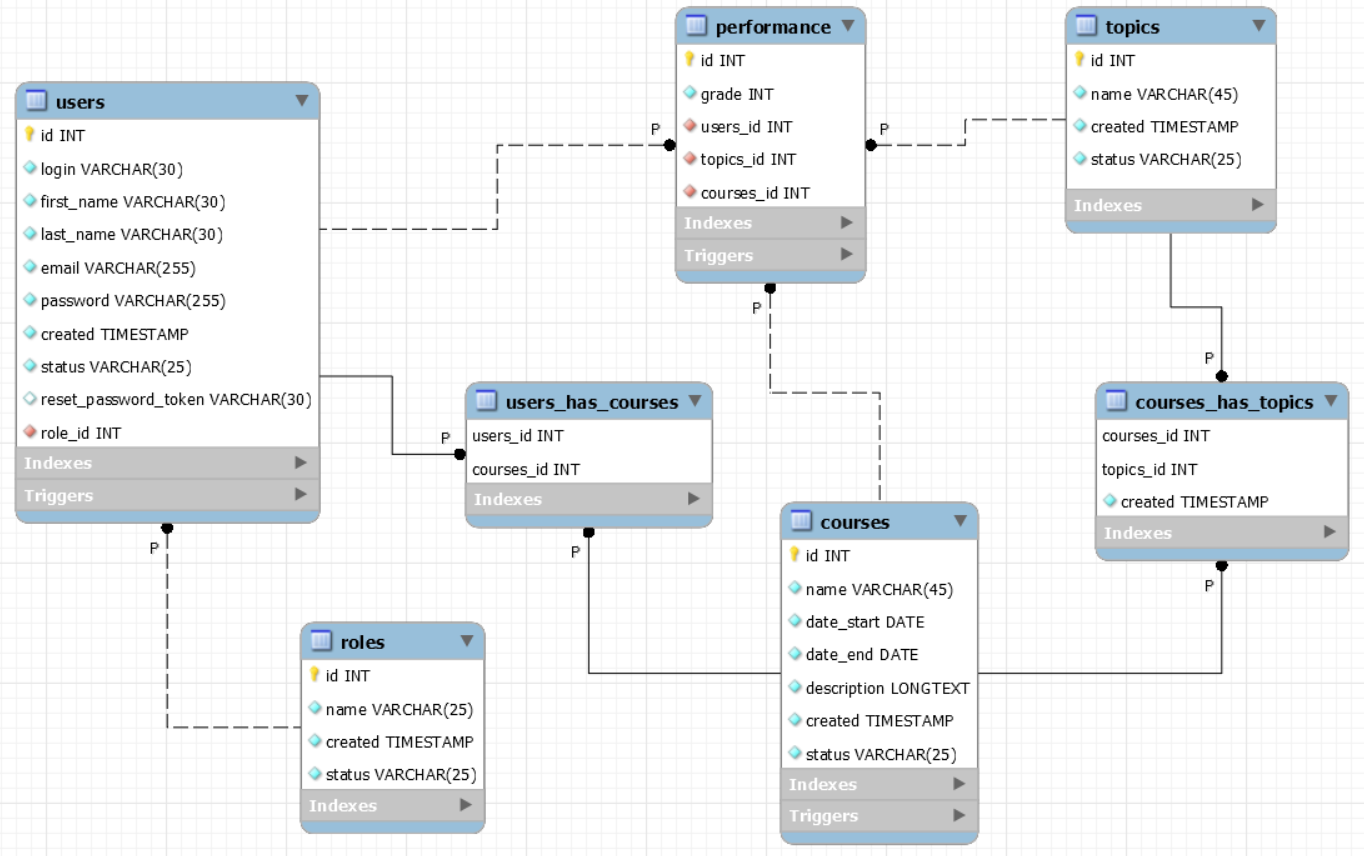 users
id INT
login VARCHAR(30)
first_name VARCHAR(30)
last_name VARCHAR(30)
email VARCHAR(255)
password VARCHAR(255)
created TIMESTAMP
status VARCHAR(25)
reset_password_token VARCHAR(30)
role_id INT
Indexes
Triggers
P
performance
id INT
grade INT
users_id INT
topics_id INT
courses_id INT
Indexes
Triggers
P
P
P
topics
id INT
name VARCHAR(45)
created TIMESTAMP
status VARCHAR(25)
Indexes
users_has_courses
users_id INT
courses_id INT
Indexes
P
P
courses_has_topics
courses_id INT
topics_id INT
created TIMESTAMP
Indexes
P
P
roles
id INT
name VARCHAR(25)
created TIMESTAMP
status VARCHAR(25)
Indexes
courses
id INT
name VARCHAR(45)
date_start DATE
date_end DATE
description LONGTEXT
created TIMESTAMP
status VARCHAR(25)
Indexes
Triggers